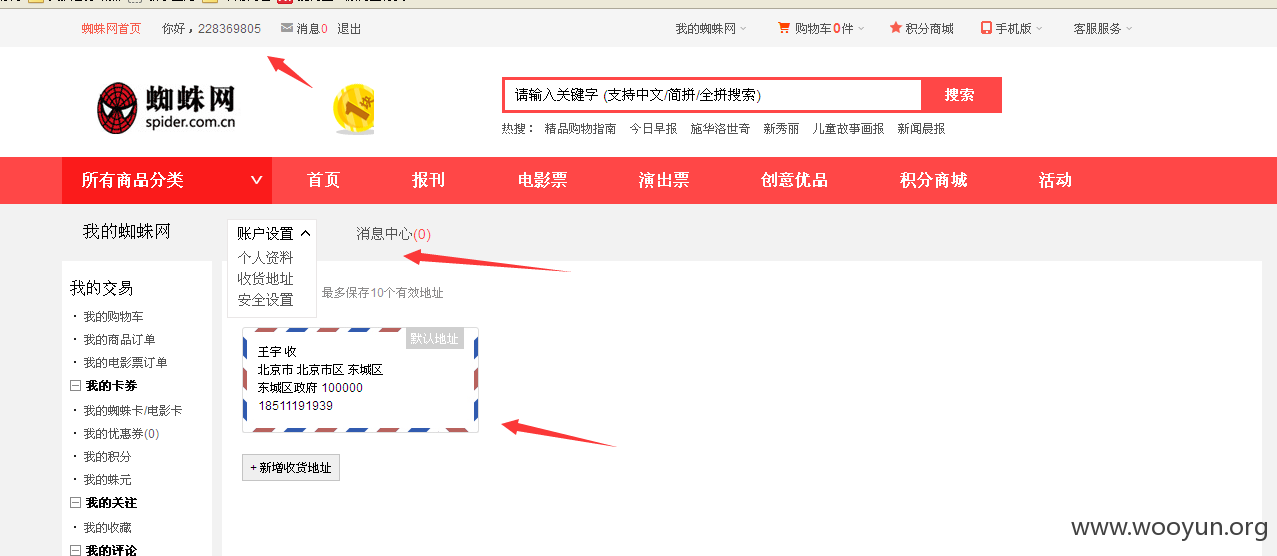 蜘蛛网首页 你好，228369805 消息0 退出 我的蜘蛛网 购物车0件 积分商城 手机版 客服服务
蜘蛛网
spider.com.cn
请输入关键字 (支持中文/简拼/全拼搜索) 搜索
热搜： 精品购物指南 今日早报 施华洛世奇 新秀丽 儿童故事画报 新闻晨报
所有商品分类 首页 报刊 电影票 演出票 创意优品 积分商城 活动
我的蜘蛛网 账户设置 消息中心(0)
个人资料
收货地址
安全设置
最多保存10个有效地址
我的交易
我的购物车
我的商品订单
我的电影票订单
我的卡券
我的蜘蛛卡/电影卡
我的优惠券(0)
我的积分
我的蛛元
我的关注
我的收藏
我的评论
默认地址
王宇 收
北京市 北京市区 东城区
东城区政府 100000
18511191939
+ 新增收货地址
www.wooyun.org